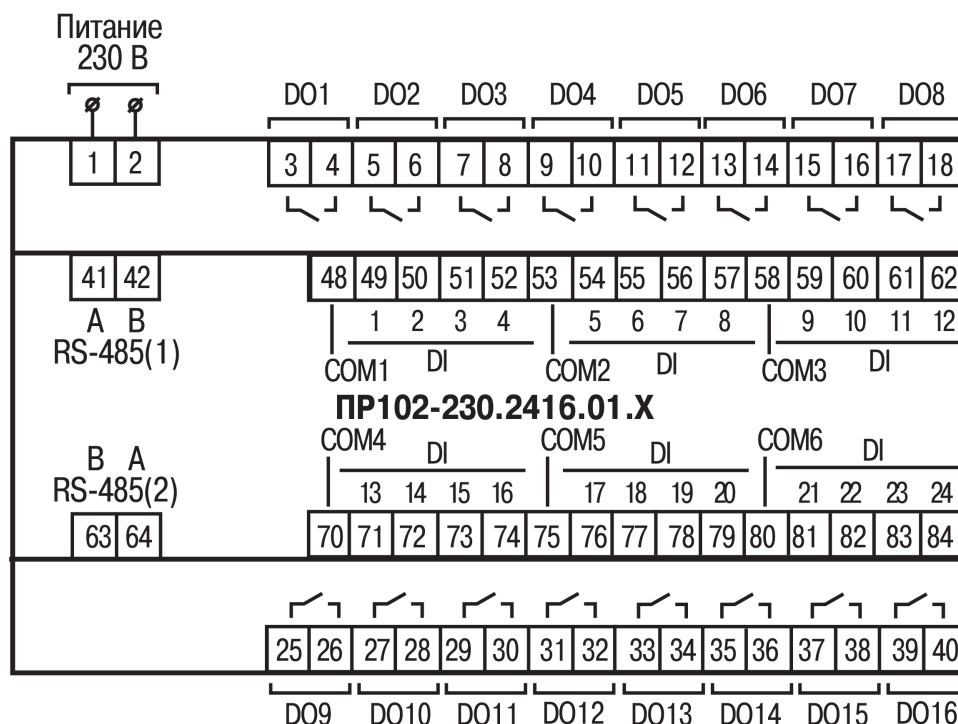 Питание
230 В
DO1 DO2 DO3 DO4 DO5 DO6 DO7 DO8
1 2 3 4 5 6 7 8 9 10 11 12 13 14 15 16 17 18
41 42 48 49 50 51 52 53 54 55 56 57 58 59 60 61 62
A B 1 2 3 4 5 6 7 8 9 10 11 12
RS-485(1) COM1 DI COM2 DI COM3 DI
ПР102-230.2416.01.X
COM4 DI COM5 DI COM6 DI
B A
RS-485(2) 13 14 15 16 17 18 19 20 21 22 23 24
63 64 70 71 72 73 74 75 76 77 78 79 80 81 82 83 84
25 26 27 28 29 30 31 32 33 34 35 36 37 38 39 40
DO9 DO10 DO11 DO12 DO13 DO14 DO15 DO16